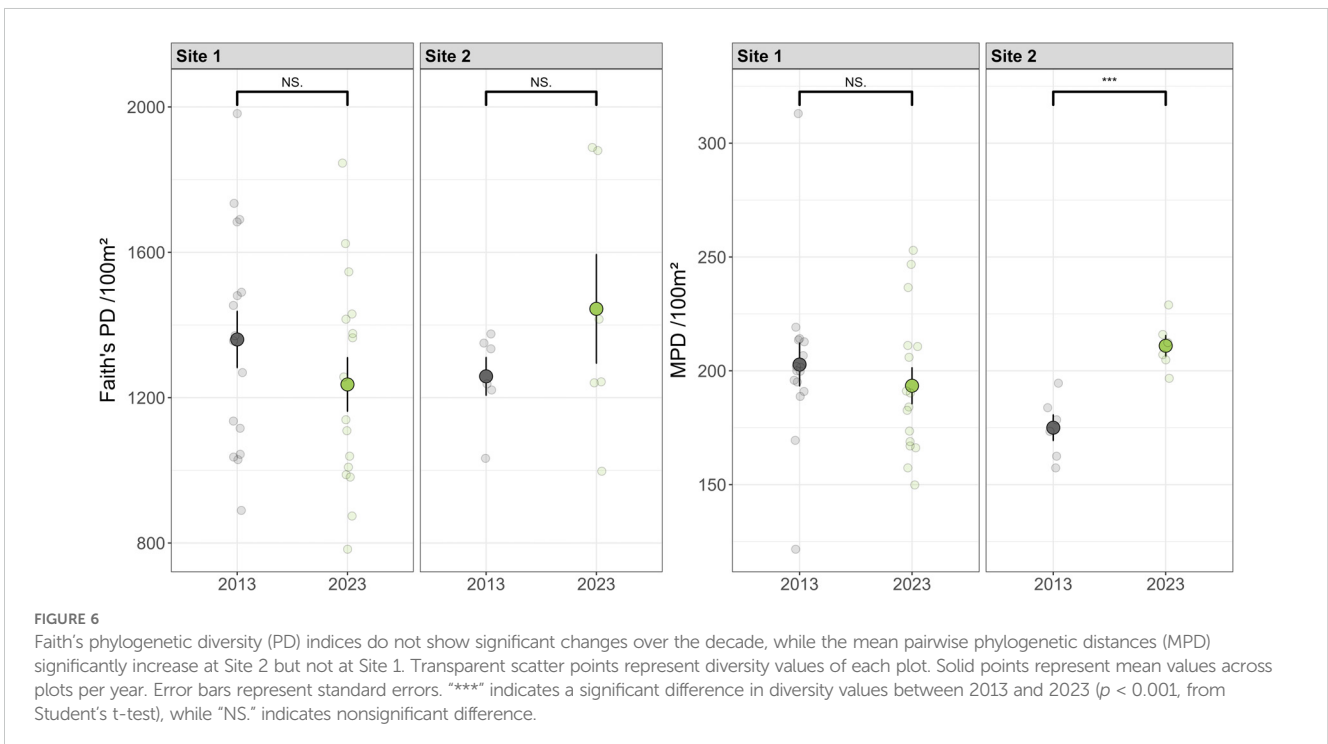 Site 1
Site 2
Site 1
Site 2
NS.
NS.
NS.
***
Faith's PD /100m²
2000
1600
1200
800
MPD /100m²
300
250
200
150
2013
2023
2013
2023
2013
2023
2013
2023
FIGURE 6
Faith’s phylogenetic diversity (PD) indices do not show significant changes over the decade, while the mean pairwise phylogenetic distances (MPD)
significantly increase at Site 2 but not at Site 1. Transparent scatter points represent diversity values of each plot. Solid points represent mean values across
plots per year. Error bars represent standard errors. “***” indicates a significant difference in diversity values between 2013 and 2023 (p < 0.001, from
Student’s t-test), while “NS.” indicates nonsignificant difference.